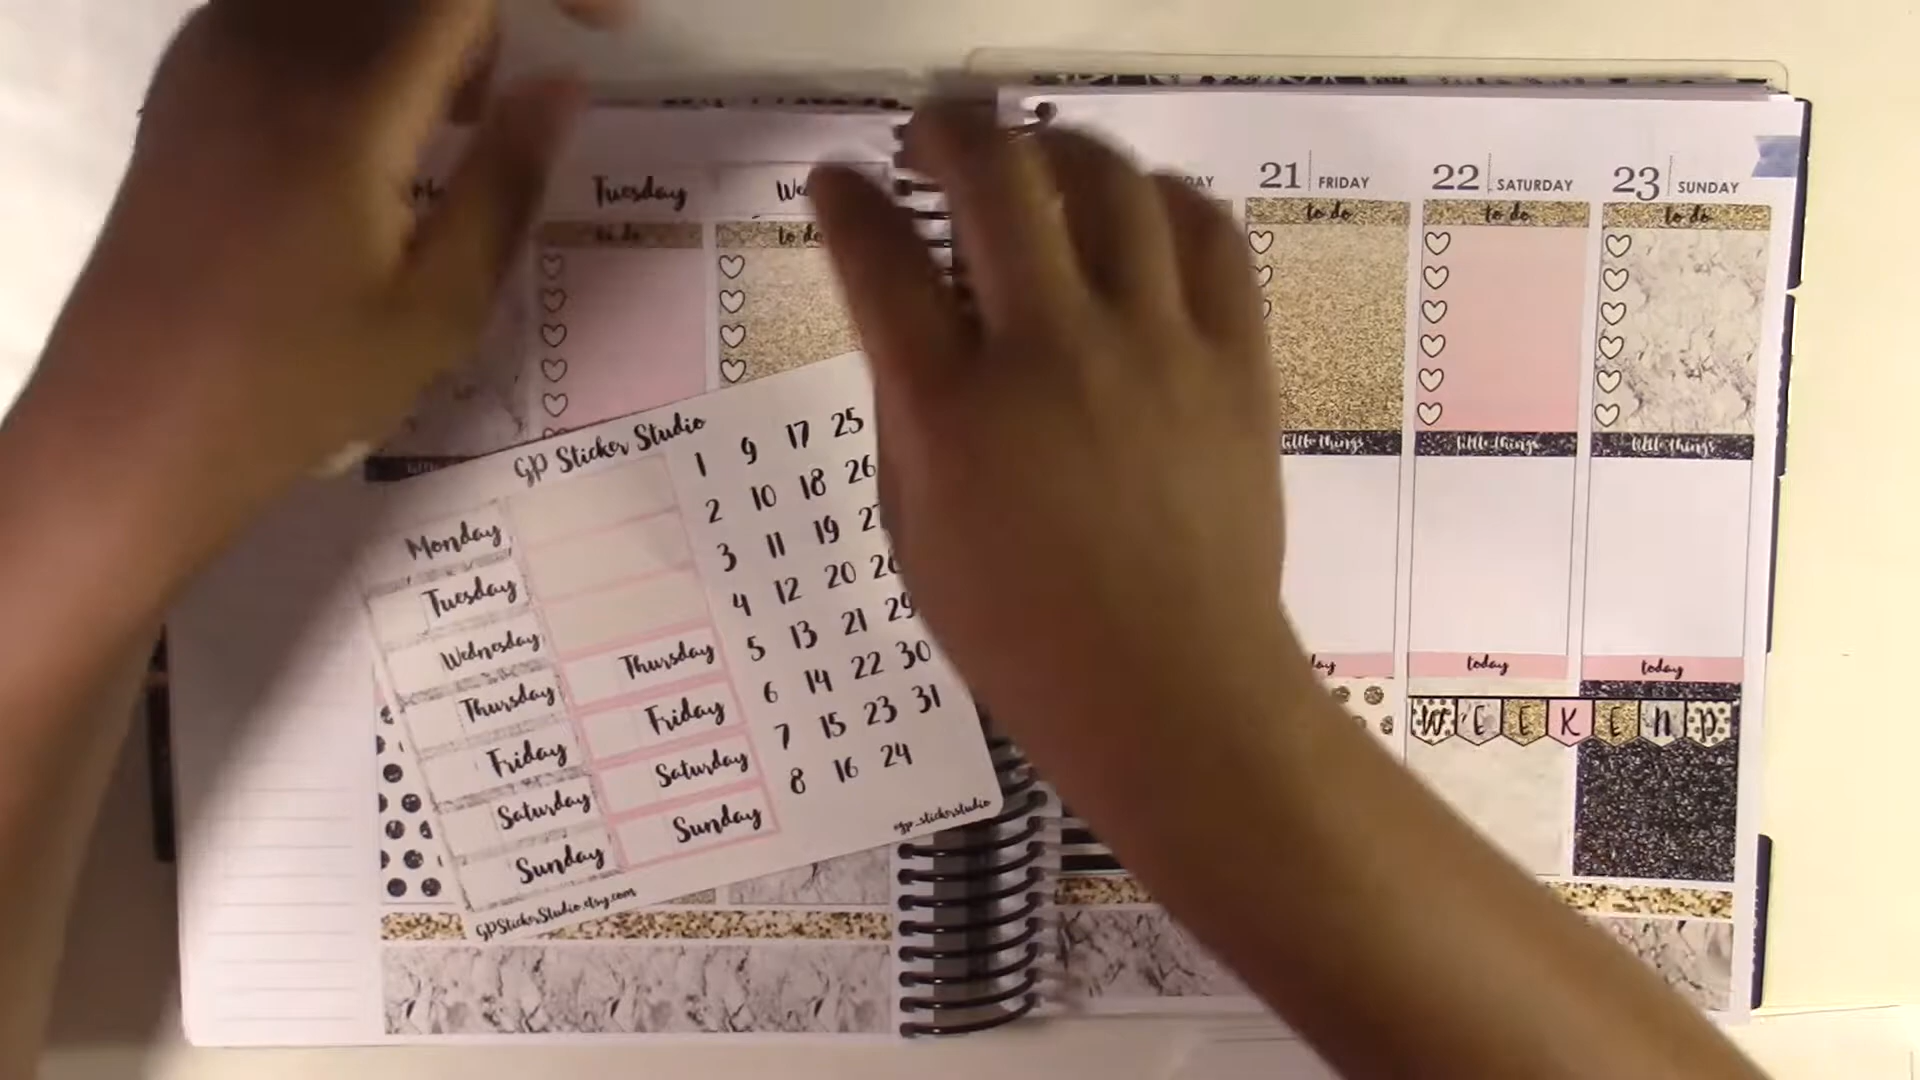 Tuesday
21 FRIDAY
22 SATURDAY
23 SUNDAY
to do
to do
to do
to do
to do
little things
little things
little things
GP Sticker Studio
Monday
Tuesday
Wednesday
Thursday
Friday
Saturday
Sunday
Thursday
Friday
Saturday
Sunday
1 9 17 25
2 10 18 26
3 11 19
4 12 20
5 13 21 29
6 14 22 30
7 15 23 31
8 16 24
GPStickerStudio.etsy.com
@gp_stickerstudio
today
today
WEEKEND